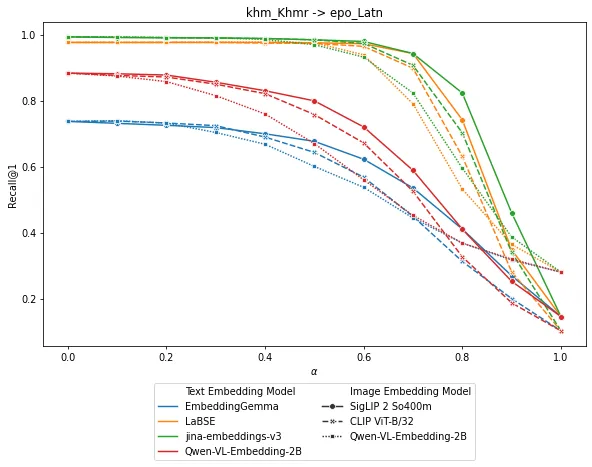 khm_Khmr -> epo_Latn
Recall@1
1.0
0.8
0.6
0.4
0.2
0.0 0.2 0.4 0.6 0.8 1.0
α
Text Embedding Model
EmbeddingGemma
LaBSE
jina-embeddings-v3
Qwen-VL-Embedding-2B
Image Embedding Model
SigLIP 2 So400m
CLIP ViT-B/32
Qwen-VL-Embedding-2B